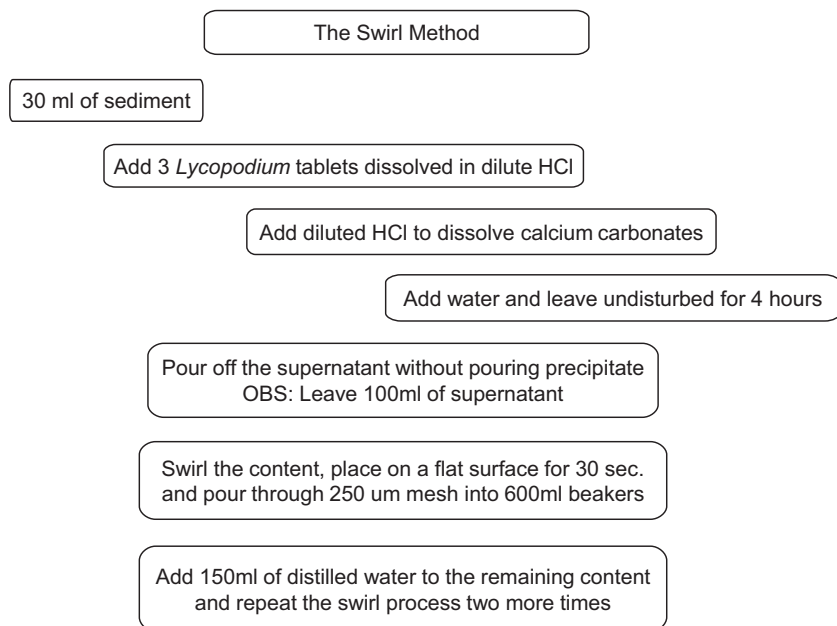 The Swirl Method
30 ml of sediment
Add 3 Lycopodium tablets dissolved in dilute HCl
Add diluted HCl to dissolve calcium carbonates
Add water and leave undisturbed for 4 hours
Pour off the supernatant without pouring precipitate
OBS: Leave 100ml of supernatant
Swirl the content, place on a flat surface for 30 sec.
and pour through 250 um mesh into 600ml beakers
Add 150ml of distilled water to the remaining content
and repeat the swirl process two more times